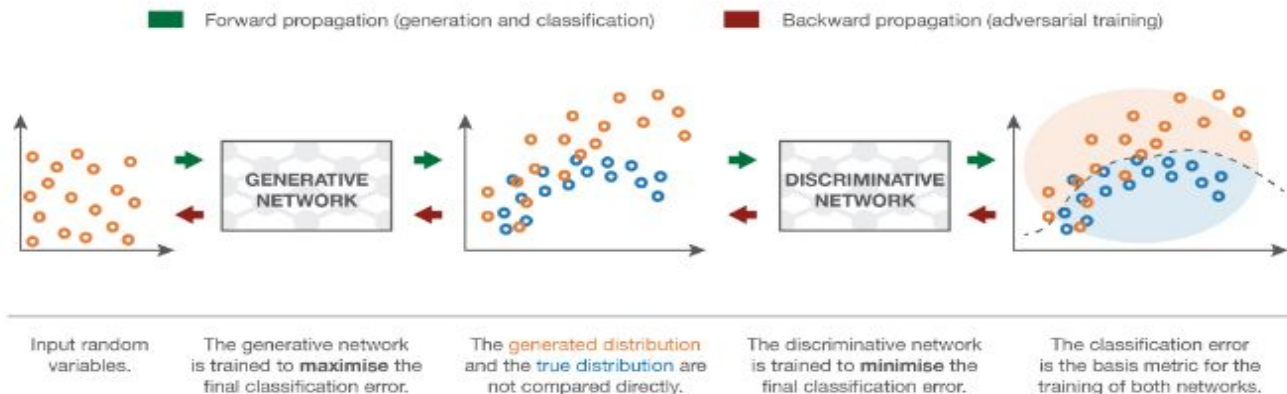 Forward propagation (generation and classification)
Backward propagation (adversarial training)
GENERATIVE
NETWORK
DISCRIMINATIVE
NETWORK
Input random
variables.
The generative network
is trained to maximise the
final classification error.
The generated distribution
and the true distribution are
not compared directly.
The discriminative network
is trained to minimise the
final classification error.
The classification error
is the basis metric for the
training of both networks.